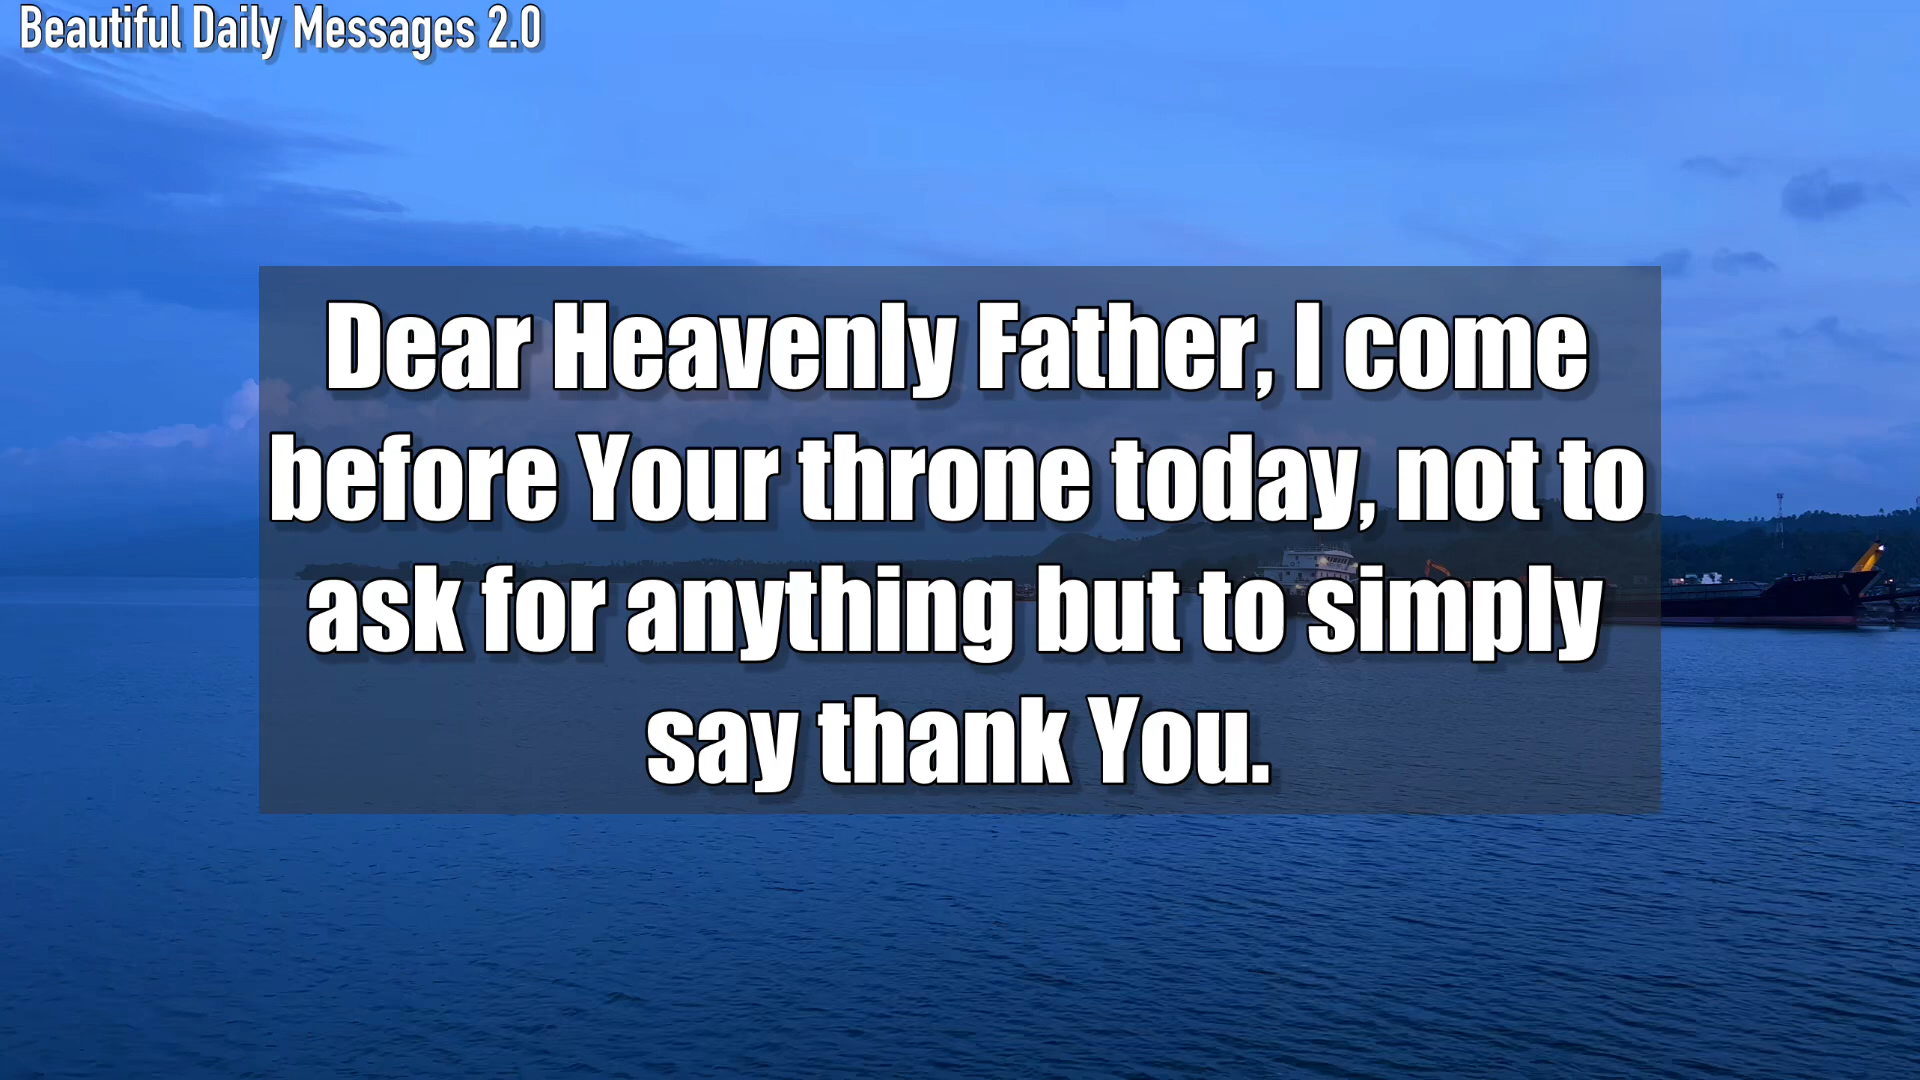 Beautiful Daily Messages 2.0
Dear Heavenly Father, I come
before Your throne today, not to
ask for anything but to simply
say thank You.